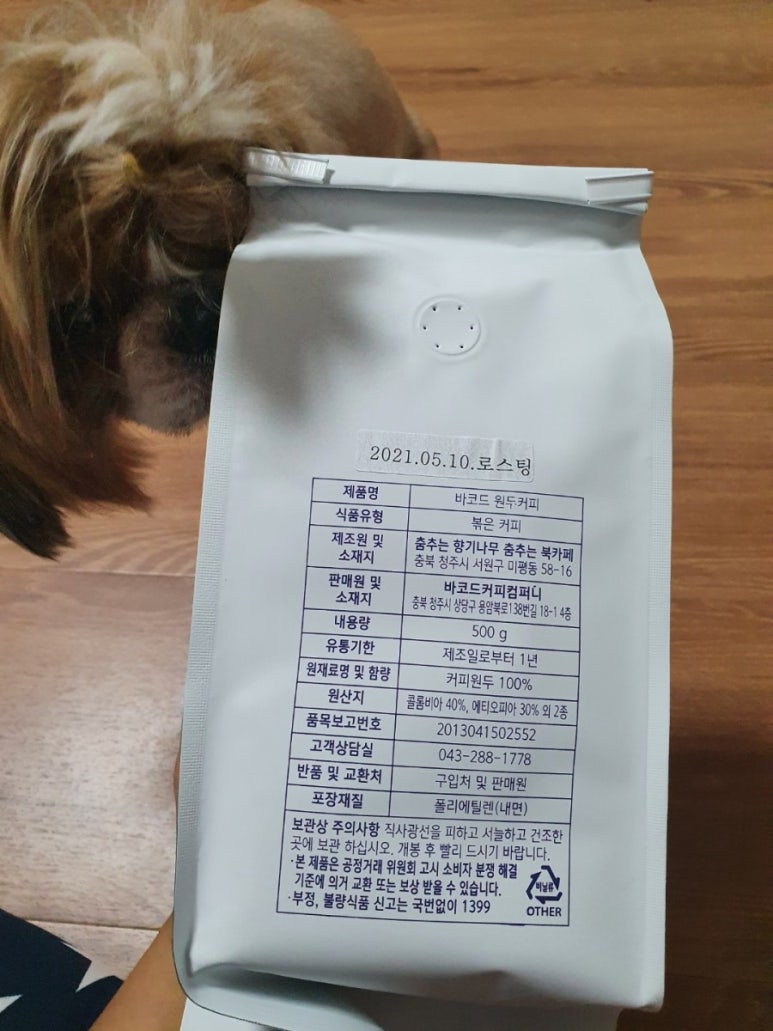 2021.05.10.로스팅
제품명 바코드 원두커피
식품유형 볶은 커피
제조원 및 소재지 춤추는 향기나무 춤추는 북카페
충북 청주시 서원구 미평동 58-16
판매원 및 소재지 바코드커피컴퍼니
충북 청주시 상당구 용암북로138번길 18-1 4층
내용량 500 g
유통기한 제조일로부터 1년
원재료명 및 함량 커피원두 100%
원산지 콜롬비아 40%, 에티오피아 30% 외 2종
품목보고번호 2013041502552
고객상담실 043-288-1778
반품 및 교환처 구입처 및 판매원
포장재질 폴리에틸렌(내면)
보관상 주의사항 직사광선을 피하고 서늘하고 건조한
곳에 보관 하십시오. 개봉 후 빨리 드시기 바랍니다.
·본 제품은 공정거래 위원회 고시 소비자 분쟁 해결
기준에 의거 교환 또는 보상 받을 수 있습니다.
·부정, 불량식품 신고는 국번없이 1399
비닐류
OTHER